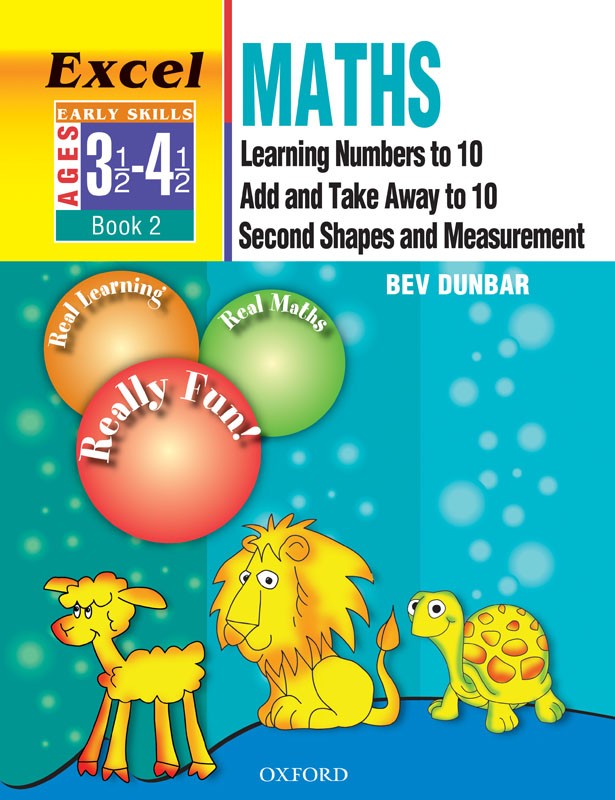 Excel
EARLY SKILLS
AGES
3½-4½
Book 2
MATHS
Learning Numbers to 10
Add and Take Away to 10
Second Shapes and Measurement
BEV DUNBAR
Real Learning
Real Maths
Really Fun!
OXFORD